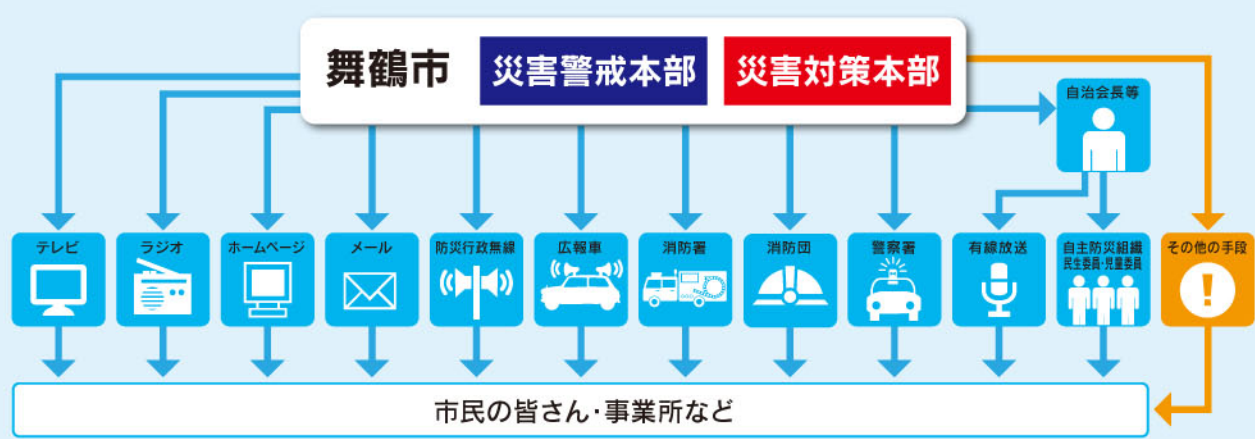 舞鶴市
災害警戒本部
災害対策本部
自治会長等
テレビ
ラジオ
ホームページ
メール
防災行政無線
広報車
消防署
消防団
警察署
有線放送
自主防災組織
民生委員・児童委員
その他の手段
市民の皆さん・事業所など